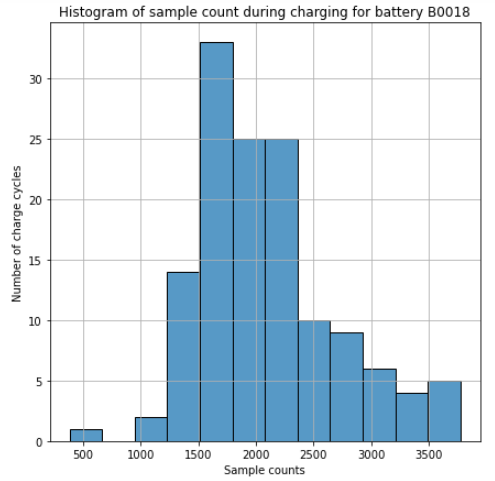 Histogram of sample count during charging for battery B0018
30
25
20
15
10
5
0
Number of charge cycles
500 1000 1500 2000 2500 3000 3500
Sample counts